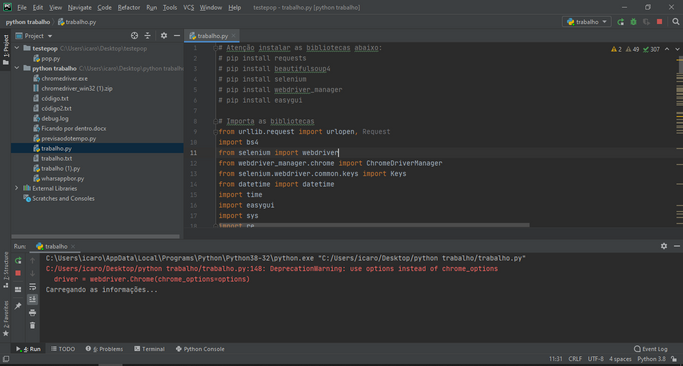 File Edit View Navigate Code Refactor Run Tools VCS Window Help testepop - trabalho.py [python trabalho]
python trabalho trabalho.py trabalho
1: Project
Project
trabalho.py
testepop C:\Users\icaro\Desktop\testepop
pop.py
python trabalho C:\Users\icaro\Desktop\python trabalho
chromedriver.exe
chromedriver_win32 (1).zip
código.txt
código2.txt
debug.log
Ficando por dentro.docx
previsaodotempo.py
trabalho.py
trabalho.txt
trabalho (1).py
wharsappbor.py
External Libraries
Scratches and Consoles
2 49 307
1 # Atenção instalar as bibliotecas abaixo:
2 # pip install requests
3 # pip install beautifulsoup4
4 # pip install selenium
5 # pip install webdriver_manager
6 # pip install easygui
7
8 # Importa as bibliotecas
9 from urllib.request import urlopen, Request
10 import bs4
11 from selenium import webdriver
12 from webdriver_manager.chrome import ChromeDriverManager
13 from selenium.webdriver.common.keys import Keys
14 from datetime import datetime
15 import time
16 import easygui
17 import sys
18 import re
Run: trabalho
C:\Users\icaro\AppData\Local\Programs\Python\Python38-32\python.exe "C:/Users/icaro/Desktop/python trabalho/trabalho.py"
C:/Users/icaro/Desktop/python trabalho/trabalho.py:148: DeprecationWarning: use options instead of chrome_options
driver = webdriver.Chrome(chrome_options=options)
Carregando as informações...
Z: Structure
2: Favorites
4: Run TODO 6: Problems Terminal Python Console Event Log
11:31 CRLF UTF-8 4 spaces Python 3.8